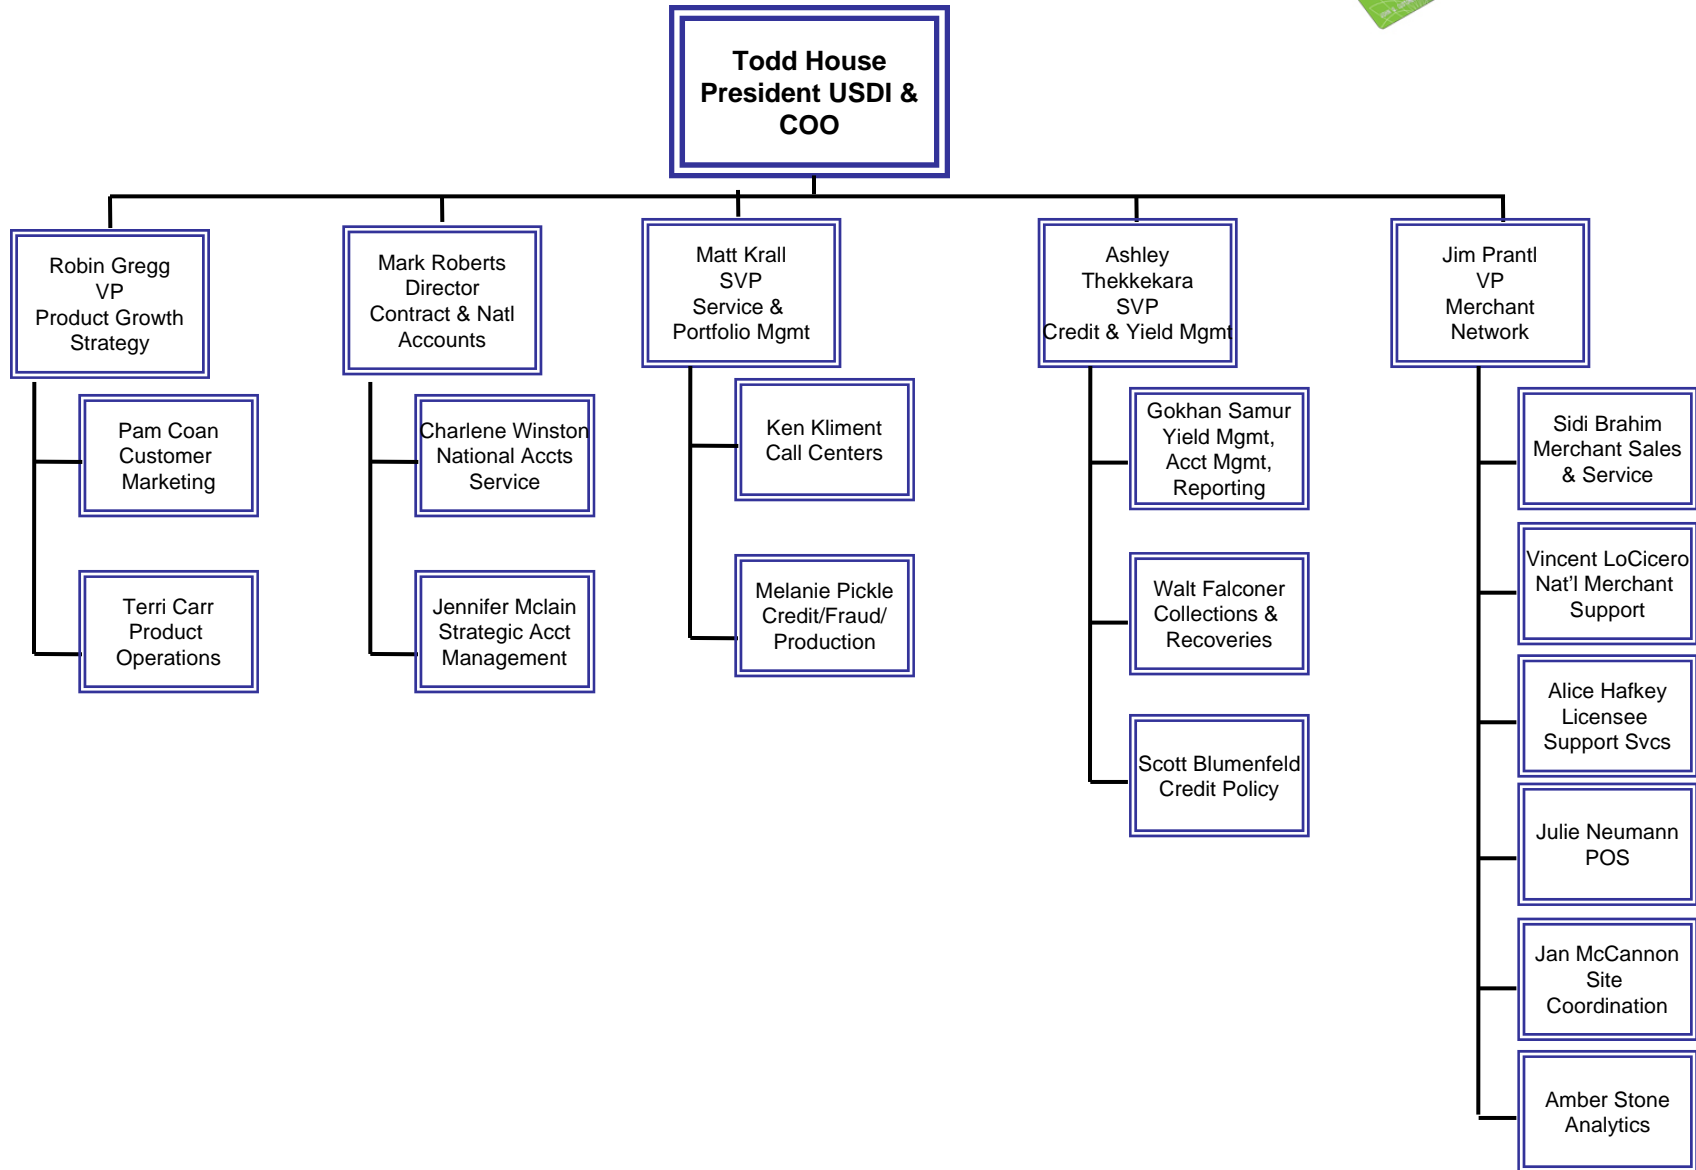 Todd House
President USDI &
COO
Robin Gregg
VP
Product Growth
Strategy
Mark Roberts
Director
Contract & Natl
Accounts
Matt Krall
SVP
Service &
Portfolio Mgmt
Ashley
Thekkekara
SVP
Credit & Yield Mgmt
Jim Prantl
VP
Merchant
Network
Pam Coan
Customer
Marketing
Terri Carr
Product
Operations
Charlene Winston
National Accts
Service
Jennifer Mclain
Strategic Acct
Management
Ken Kliment
Call Centers
Melanie Pickle
Credit/Fraud/
Production
Gokhan Samur
Yield Mgmt,
Acct Mgmt,
Reporting
Walt Falconer
Collections &
Recoveries
Scott Blumenfeld
Credit Policy
Sidi Brahim
Merchant Sales
& Service
Vincent LoCicero
Nat’l Merchant
Support
Alice Hafkey
Licensee
Support Svcs
Julie Neumann
POS
Jan McCannon
Site
Coordination
Amber Stone
Analytics